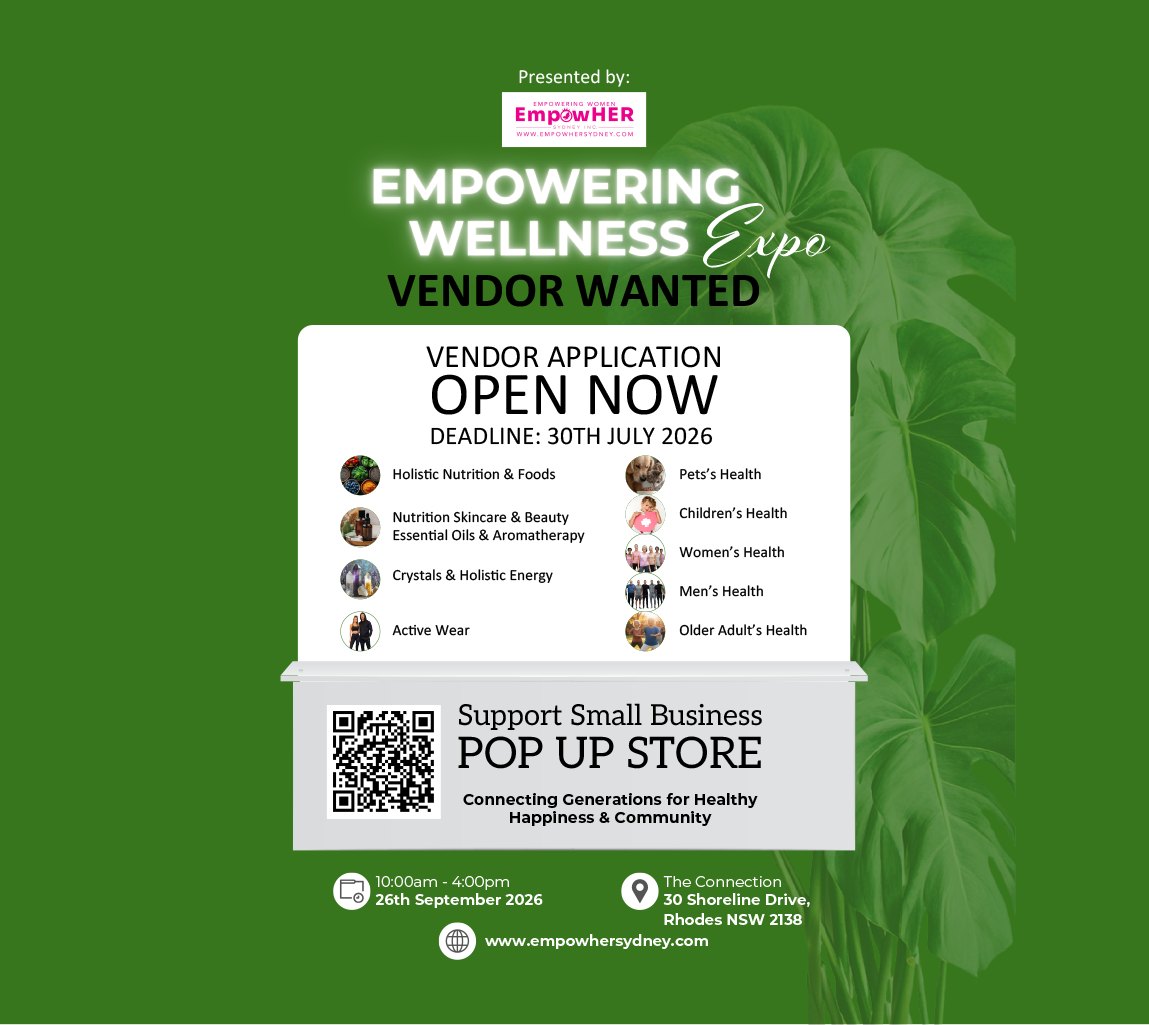 Presented by:
EMPOWERING WOMEN
EmpowHER
SYDNEY INC.
WWW.EMPOWHERSYDNEY.COM
EMPOWERING
WELLNESS Expo
VENDOR WANTED
VENDOR APPLICATION
OPEN NOW
DEADLINE: 30TH JULY 2026
Holistic Nutrition & Foods
Nutrition Skincare & Beauty
Essential Oils & Aromatherapy
Crystals & Holistic Energy
Active Wear
Pets's Health
Children's Health
Women's Health
Men's Health
Older Adult's Health
Support Small Business
POP UP STORE
Connecting Generations for Healthy
Happiness & Community
10:00am - 4:00pm
26th September 2026
The Connection
30 Shoreline Drive,
Rhodes NSW 2138
www.empowhersydney.com